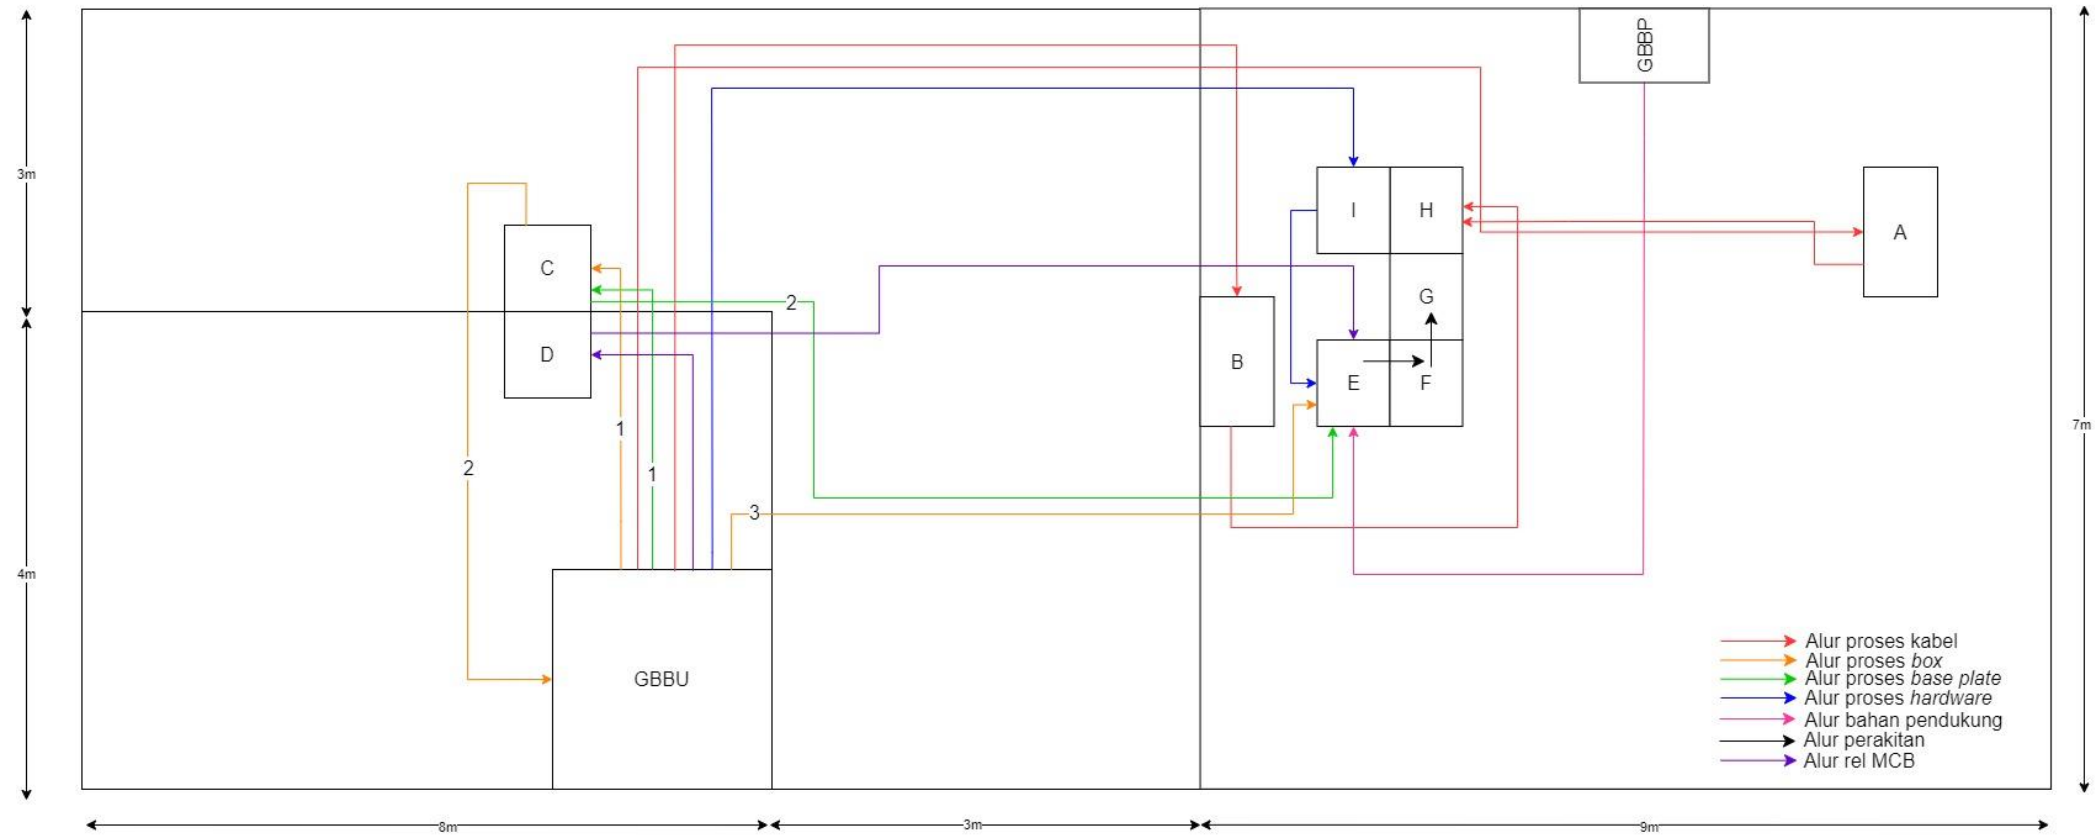 GBBP
3m
I
H
A
C
G
2
B
D
E
F
7m
1
2
1
3
4m
GBBU
Alur proses kabel
Alur proses box
Alur proses base plate
Alur proses hardware
Alur bahan pendukung
Alur perakitan
Alur rel MCB
8m
3m
9m